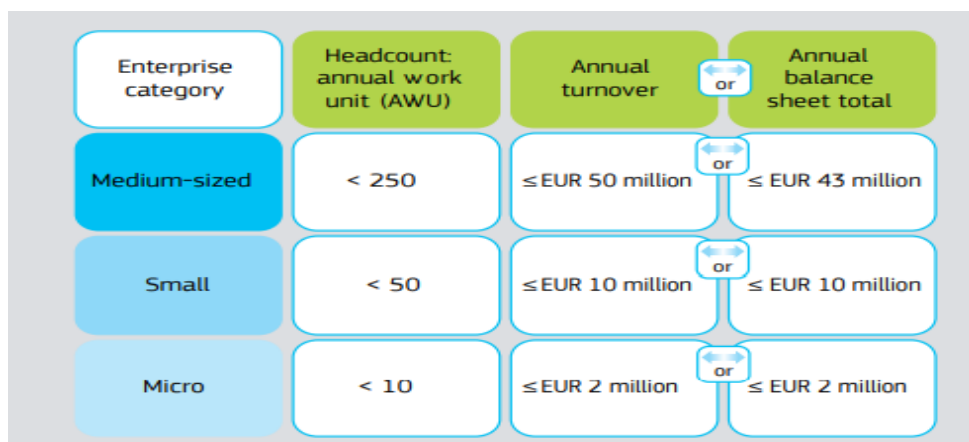 Enterprise
category
Headcount:
annual work
unit (AWU)
Annual
turnover
or
Annual
balance
sheet total
Medium-sized
< 250
≤ EUR 50 million
or
≤ EUR 43 million
Small
< 50
≤ EUR 10 million
or
≤ EUR 10 million
Micro
< 10
≤ EUR 2 million
or
≤ EUR 2 million